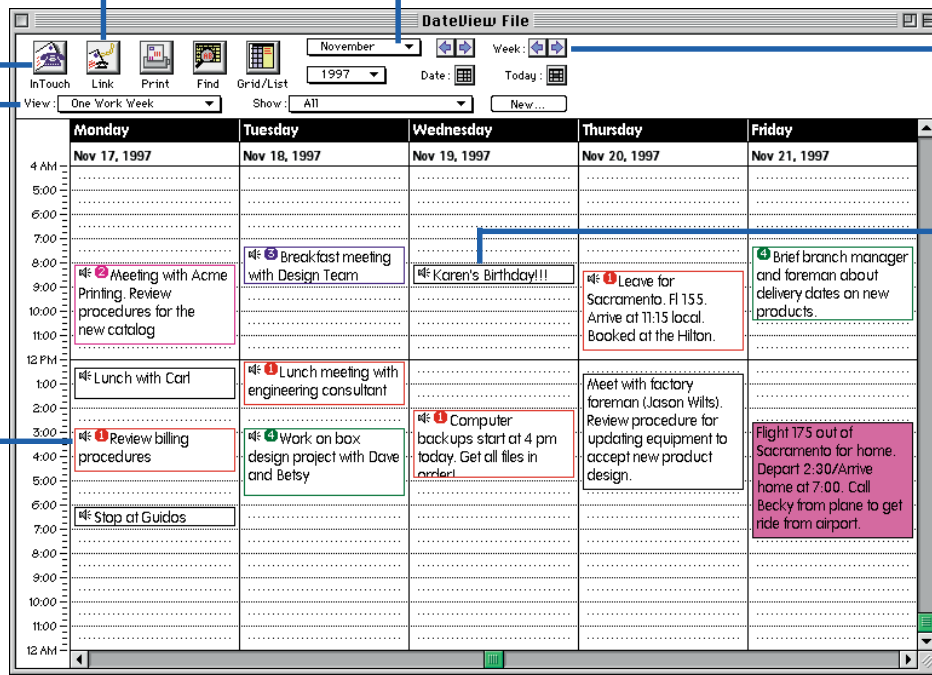 DateView File
November
Week:
1997
Date:
Today:
InTouch
Link
Print
Find
Grid/List
View:
One Work Week
Show:
All
New...
Monday
Tuesday
Wednesday
Thursday
Friday
Nov 17, 1997
Nov 18, 1997
Nov 19, 1997
Nov 20, 1997
Nov 21, 1997
4 AM
5:00
6:00
7:00
8:00
9:00
10:00
11:00
12 PM
1:00
2:00
3:00
4:00
5:00
6:00
7:00
8:00
9:00
10:00
11:00
12 AM
2 Meeting with Acme
Printing. Review
procedures for the
new catalog
Lunch with Carl
1 Review billing
procedures
Stop at Guidos
3 Breakfast meeting
with Design Team
1 Lunch meeting with
engineering consultant
4 Work on box
design project with Dave
and Betsy
Karen's Birthday!!!
1 Computer
backups start at 4 pm
today. Get all files in
order!
1 Leave for
Sacramento. Fl 155.
Arrive at 11:15 local.
Booked at the Hilton.
Meet with factory
foreman (Jason Wilts).
Review procedure for
updating equipment to
accept new product
design.
4 Brief branch manager
and foreman about
delivery dates on new
products.
Flight 175 out of
Sacramento for home.
Depart 2:30/Arrive
home at 7:00. Call
Becky from plane to get
ride from airport.